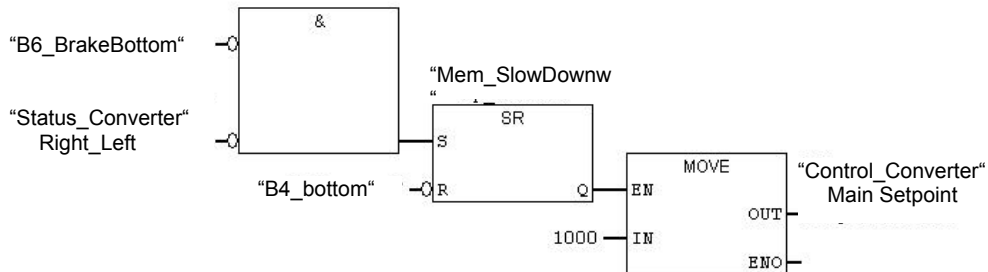 &
“B6_BrakeBottom“
“Mem_SlowDownw
“
“Status_Converter“
Right_Left
SR
S
“B4_bottom“
R
Q
MOVE
“Control_Converter“
Main Setpoint
EN
OUT
1000
IN
ENO